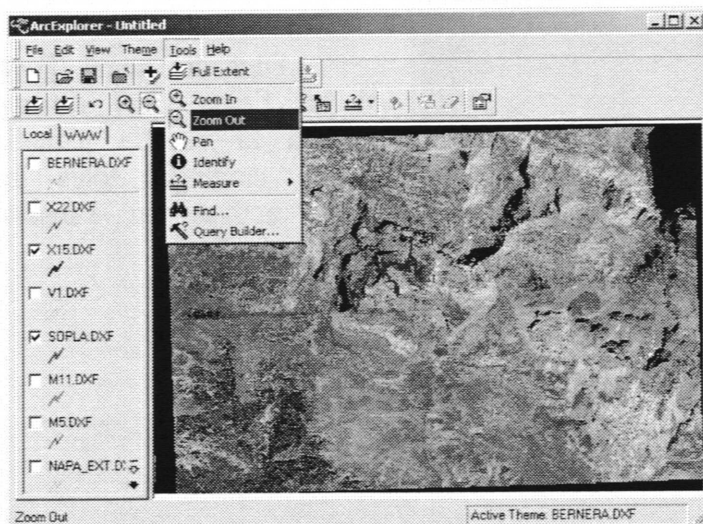 ArcExplorer - Untitled
File Edit View Theme Tools Help
Full Extent
Zoom In
Zoom Out
Pan
Identify
Measure
Find...
Query Builder...
Local WWW
BERNERA.DXF
X22.DXF
X15.DXF
V1.DXF
SOPLA.DXF
M11.DXF
M5.DXF
NAPA_EXT.D
Zoom Out
Active Theme: BERNERA.DXF